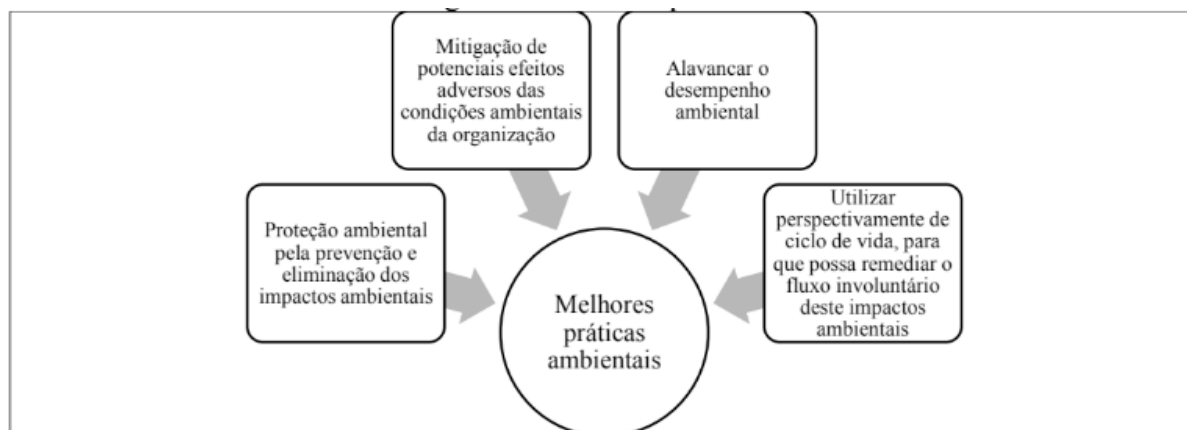 Mitigação de
potenciais efeitos
adversos das
condições ambientais
da organização
Alavancar o
desempenho
ambiental
Proteção ambiental
pela prevenção e
eliminação dos
impactos ambientais
Utilizar
perspectivamente de
ciclo de vida, para
que possa remediar o
fluxo involuntário
deste impactos
ambientais
Melhores
práticas
ambientais